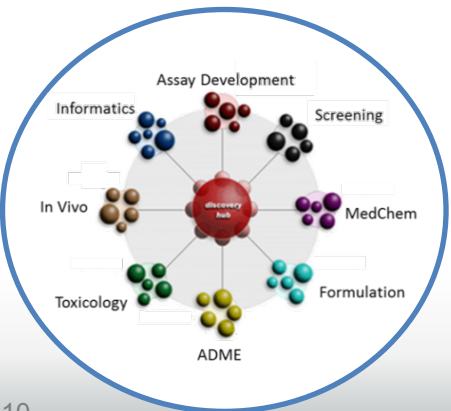 Assay Development
Informatics
Screening
In Vivo
discovery
hub
MedChem
Toxicology
Formulation
ADME
10